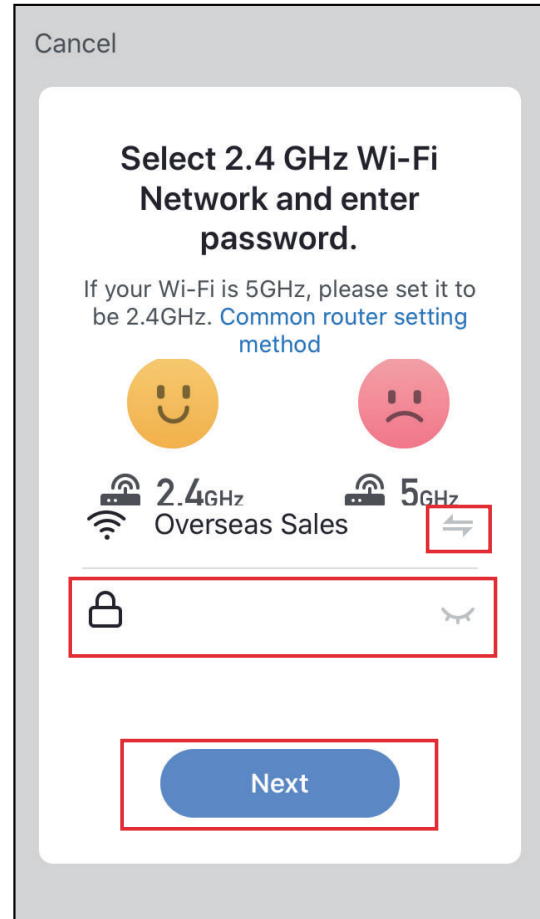 Cancel
Select 2.4 GHz Wi-Fi
Network and enter
password.
If your Wi-Fi is 5GHz, please set it to
be 2.4GHz. Common router setting
method
2.4GHz 5GHz
Overseas Sales
Next